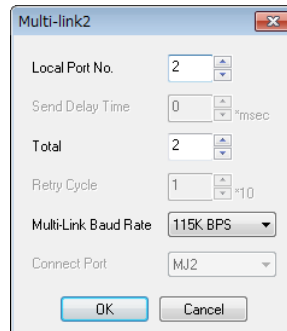 Multi-link2
Local Port No. 2
Send Delay Time 0 *msec
Total 2
Retry Cycle 1 *10
Multi-Link Baud Rate 115K BPS
Connect Port MJ2
OK Cancel